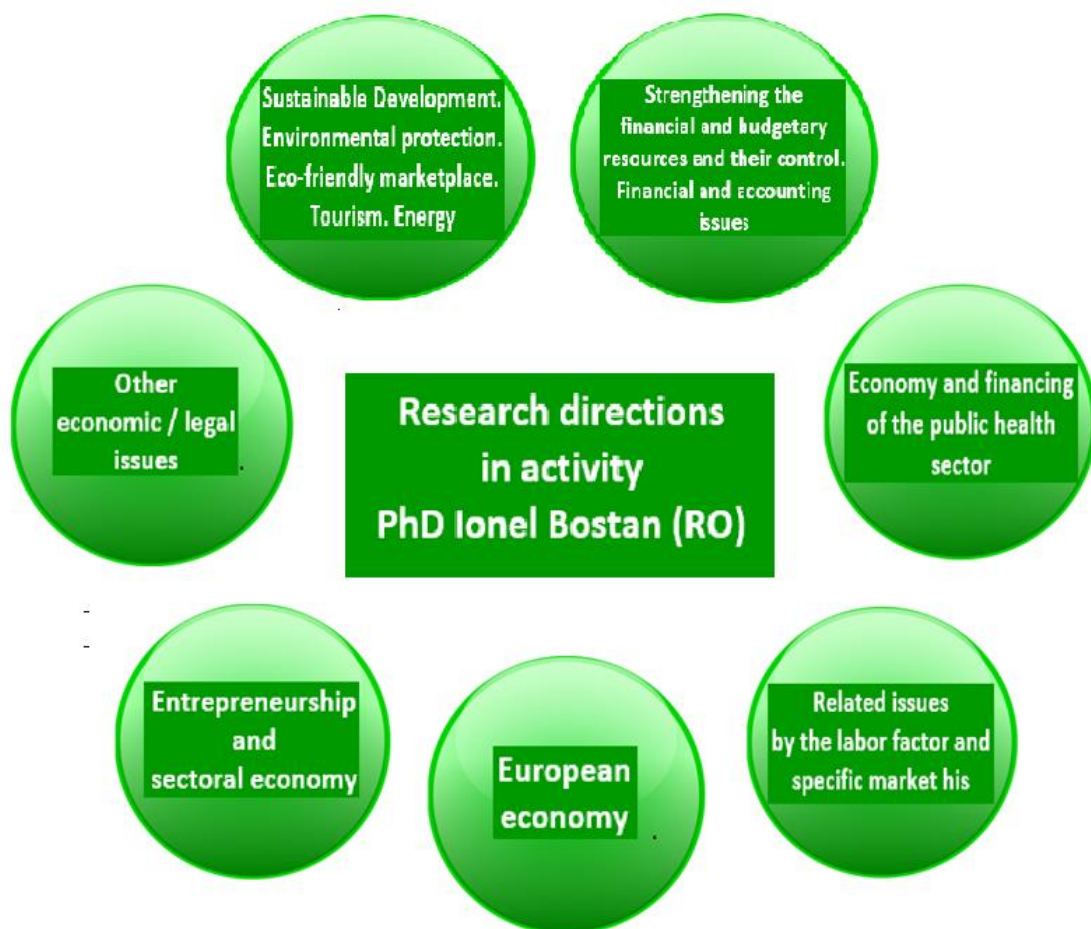 Sustainable Development.
Environmental protection.
Eco-friendly marketplace.
Tourism. Energy
Strengthening the
financial and budgetary
resources and their control.
Financial and accounting
issues
Other
economic / legal
issues
Research directions
in activity
PhD Ionel Bostan (RO)
Economy and financing
of the public health
sector
Entrepreneurship
and
sectoral economy
European
economy
Related issues
by the labor factor and
specific market his